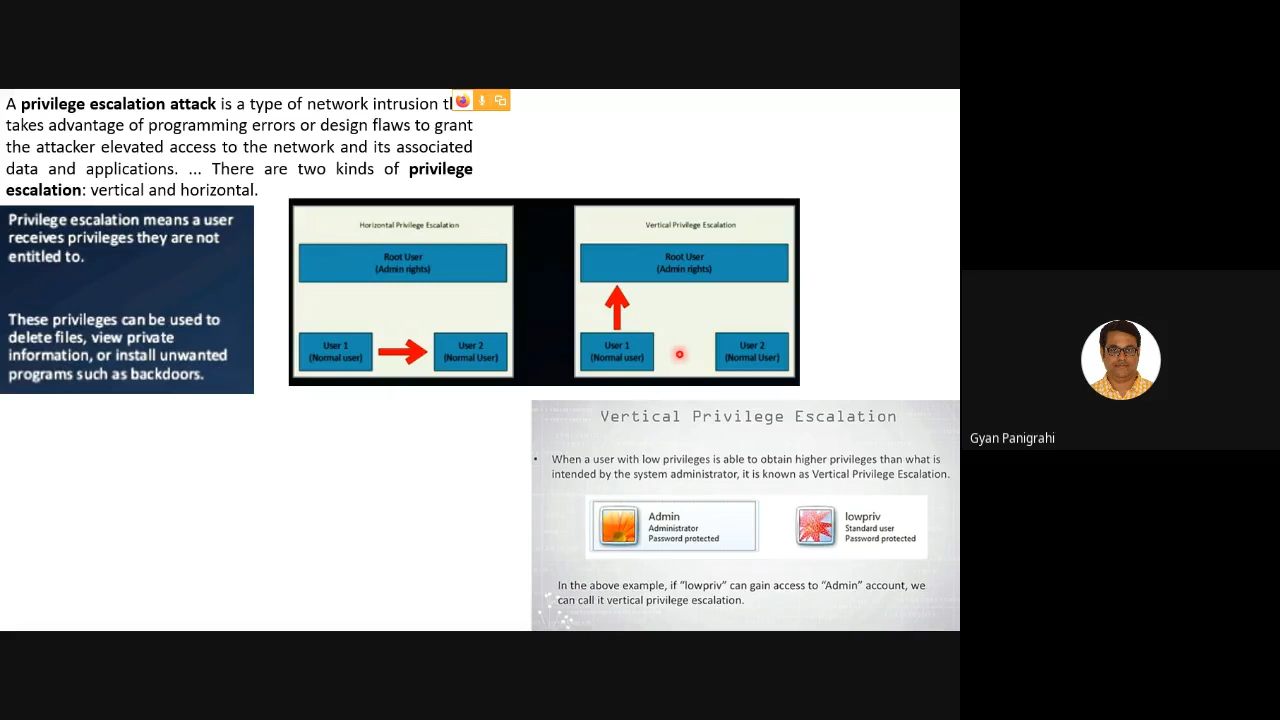 A privilege escalation attack is a type of network intrusion
takes advantage of programming errors or design flaws to grant
the attacker elevated access to the network and its associated
data and applications. ... There are two kinds of privilege
escalation: vertical and horizontal.
Privilege escalation means a user
receives privileges they are not
entitled to.
These privileges can be used to
delete files, view private
information, or install unwanted
programs such as backdoors.
Horizontal Privilege Escalation
Root User
(Admin rights)
User 1
(Normal user)
User 2
(Normal User)
Vertical Privilege Escalation
Root User
(Admin rights)
User 1
(Normal user)
User 2
(Normal User)
Vertical Privilege Escalation
• When a user with low privileges is able to obtain higher privileges than what is
intended by the system administrator, it is known as Vertical Privilege Escalation.
Admin
Administrator
Password protected
lowpriv
Standard user
Password protected
In the above example, if "lowpriv" can gain access to "Admin" account, we
can call it vertical privilege escalation.
Gyan Panigrahi